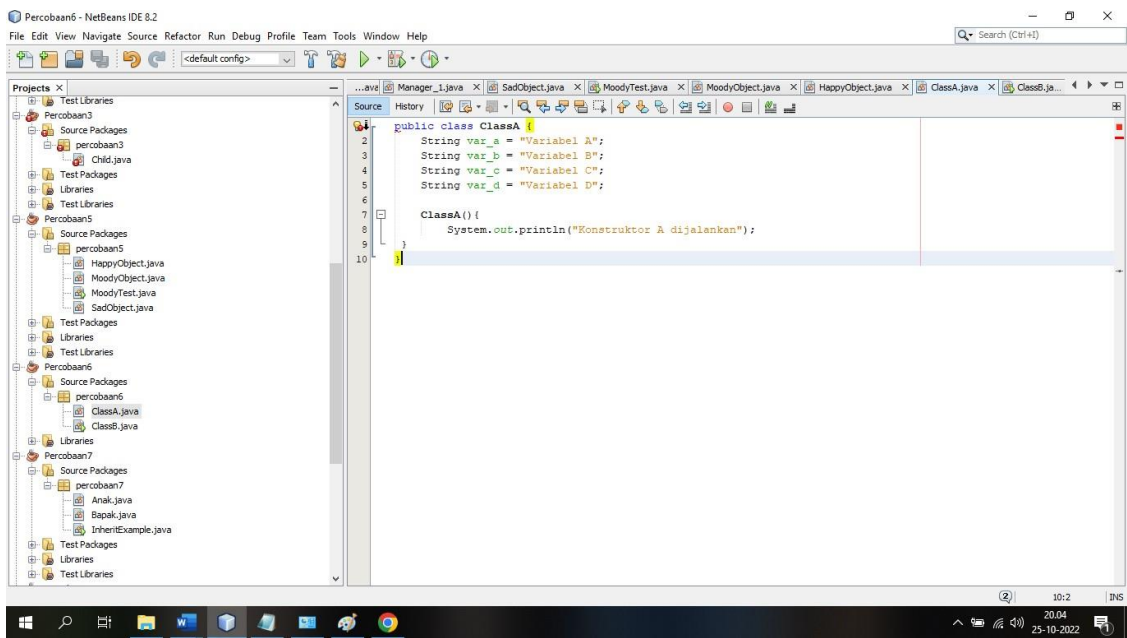 Percobaan6 - NetBeans IDE 8.2
File Edit View Navigate Source Refactor Run Debug Profile Team Tools Window Help
Search (Ctrl+I)
<default config>
Projects
...ava Manager_1.java SadObject.java MoodyTest.java MoodyObject.java HappyObject.java ClassA.java ClassB.ja...
Source History
Test Libraries
Percobaan3
Source Packages
percobaan3
Child.java
Test Packages
Libraries
Test Libraries
Percobaan5
Source Packages
percobaan5
HappyObject.java
MoodyObject.java
MoodyTest.java
SadObject.java
Test Packages
Libraries
Test Libraries
Percobaan6
Source Packages
percobaan6
ClassA.java
ClassB.java
Libraries
Percobaan7
Source Packages
percobaan7
Anak.java
Bapak.java
InheritExample.java
Test Packages
Libraries
Test Libraries
public class ClassA {
2 String var_a = "Variabel A";
3 String var_b = "Variabel B";
4 String var_c = "Variabel C";
5 String var_d = "Variabel D";
6
7 ClassA(){
8 System.out.println("Konstruktor A dijalankan");
9 }
10 }
2 10:2 INS
20.04
25-10-2022